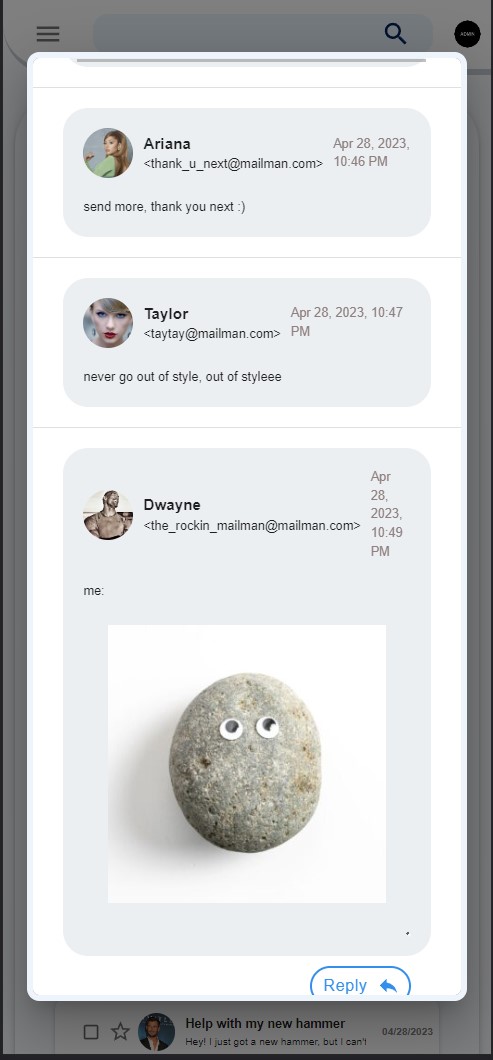 ADMIN
Ariana
Apr 28, 2023,
<thank_u_next@mailman.com>
10:46 PM
send more, thank you next :)
Taylor
Apr 28, 2023, 10:47
<taytay@mailman.com>
PM
never go out of style, out of styleee
Dwayne
<the_rockin_mailman@mailman.com>
Apr
28,
2023,
10:49
PM
me:
Reply
Help with my new hammer
04/28/2023
Hey! I just got a new hammer, but I can't